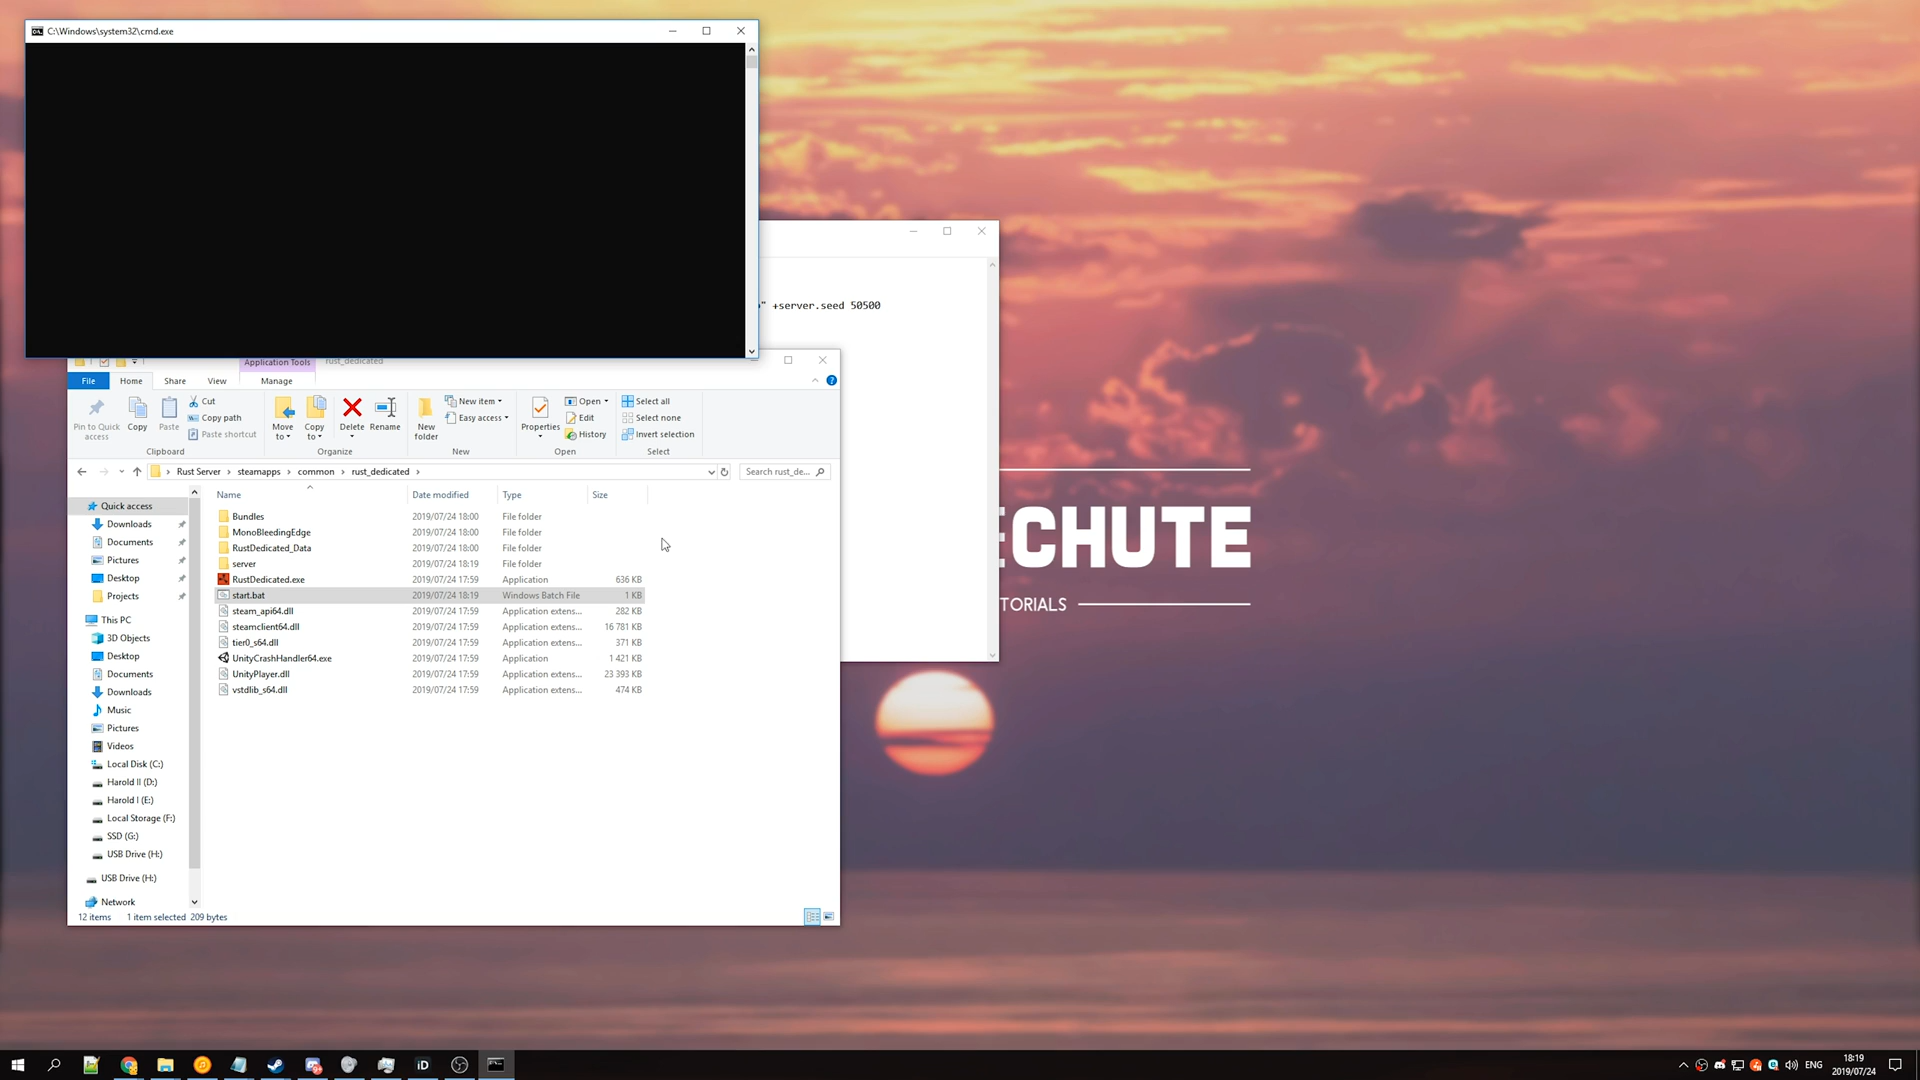 C:\Windows\system32\cmd.exe
" +server.seed 50500
Application Tools rust_dedicated
File Home Share View Manage
Pin to Quick access
Copy
Paste
Cut
Copy path
Paste shortcut
Clipboard
Move to
Copy to
Delete
Rename
Organize
New folder
New item
Easy access
New
Properties
Open
Edit
History
Open
Select all
Select none
Invert selection
Select
Rust Server steamapps common rust_dedicated
Search rust_de...
Name Date modified Type Size
Bundles 2019/07/24 18:00 File folder
MonoBleedingEdge 2019/07/24 18:00 File folder
RustDedicated_Data 2019/07/24 18:00 File folder
server 2019/07/24 18:19 File folder
RustDedicated.exe 2019/07/24 17:59 Application 636 KB
start.bat 2019/07/24 18:19 Windows Batch File 1 KB
steam_api64.dll 2019/07/24 17:59 Application extens... 282 KB
steamclient64.dll 2019/07/24 17:59 Application extens... 16 781 KB
tier0_s64.dll 2019/07/24 17:59 Application extens... 371 KB
UnityCrashHandler64.exe 2019/07/24 17:59 Application 1 421 KB
UnityPlayer.dll 2019/07/24 17:59 Application extens... 23 393 KB
vstdlib_s64.dll 2019/07/24 17:59 Application extens... 474 KB
Quick access
Downloads
Documents
Pictures
Desktop
Projects
This PC
3D Objects
Desktop
Documents
Downloads
Music
Pictures
Videos
Local Disk (C:)
Harold II (D:)
Harold I (E:)
Local Storage (F:)
SSD (G:)
USB Drive (H:)
USB Drive (H:)
Network
12 items 1 item selected 209 bytes
ECHUTE
TORIALS
iD
ENG
18:19
2019/07/24